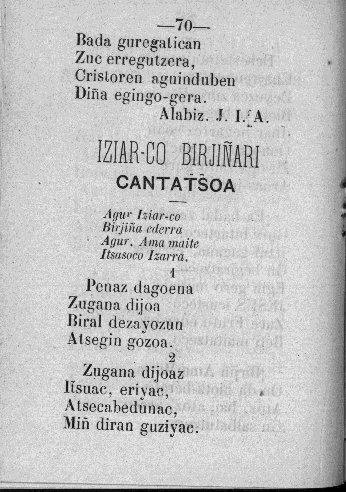 —70—
Bada guregatican
Zuc erregutzera,
Cristoren aguinduben
Diña egingo-gera.
Alabiz. J. I. A.
IZIAR-CO BIRJIÑARI
CANTATSOA
Agur Iziar-co
Birjiña ederra
Agur, Ama maite
Itsasoco Izarra.
1
Penaz dagoena
Zugana dijoa
Biral dezayozun
Atsegin gozoa.
2
Zugana dijoaz
Itsuac, eriyac,
Atsecabedunac,
Miñ diran guziyac.